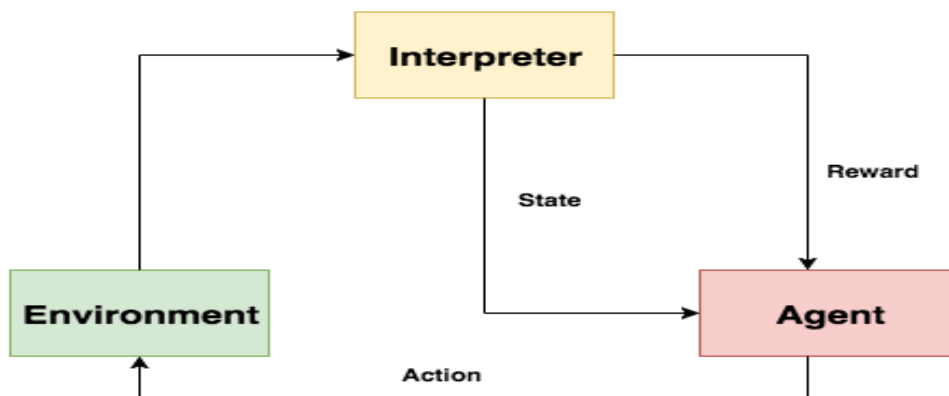 Interpreter
Reward
State
Environment
Agent
Action